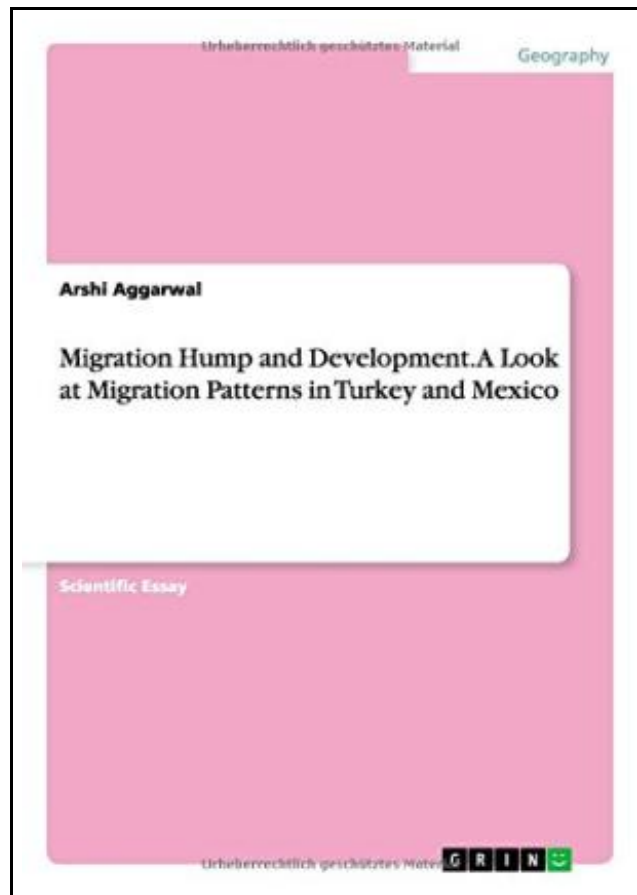 Urheberrechtlich geschütztes Material
Geography
Arshi Aggarwal
Migration Hump and Development. A Look
at Migration Patterns in Turkey and Mexico
Scientific Essay
Urheberrechtlich geschütztes Mater
GRIN